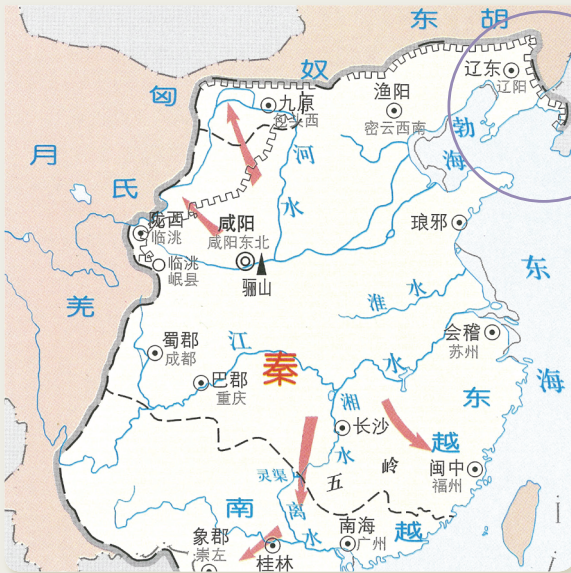 东胡
匈奴
辽东
辽阳
九原
包头西
渔阳
密云西南
渤海
月氏
河水
陇西
临洮
咸阳
咸阳东北
琅邪
临洮
岷县
骊山
羌
东海
淮水
会稽
苏州
蜀郡
成都
江水
秦
巴郡
重庆
湘水
长沙
东越
灵渠
五岭
闽中
福州
南越
离水
象郡
崇左
南海
广州
桂林